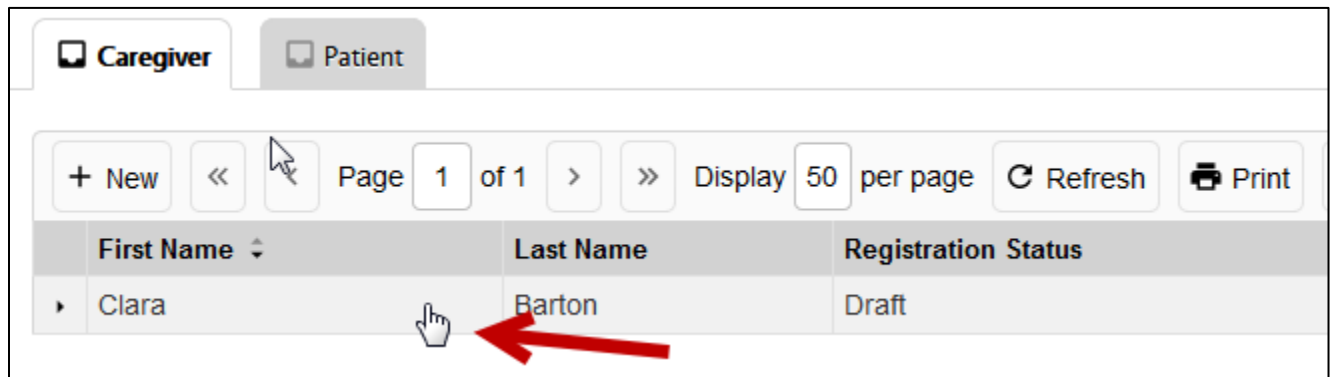 Caregiver Patient
+ New « < Page 1 of 1 > » Display 50 per page Refresh Print
First Name Last Name Registration Status
Clara Barton Draft